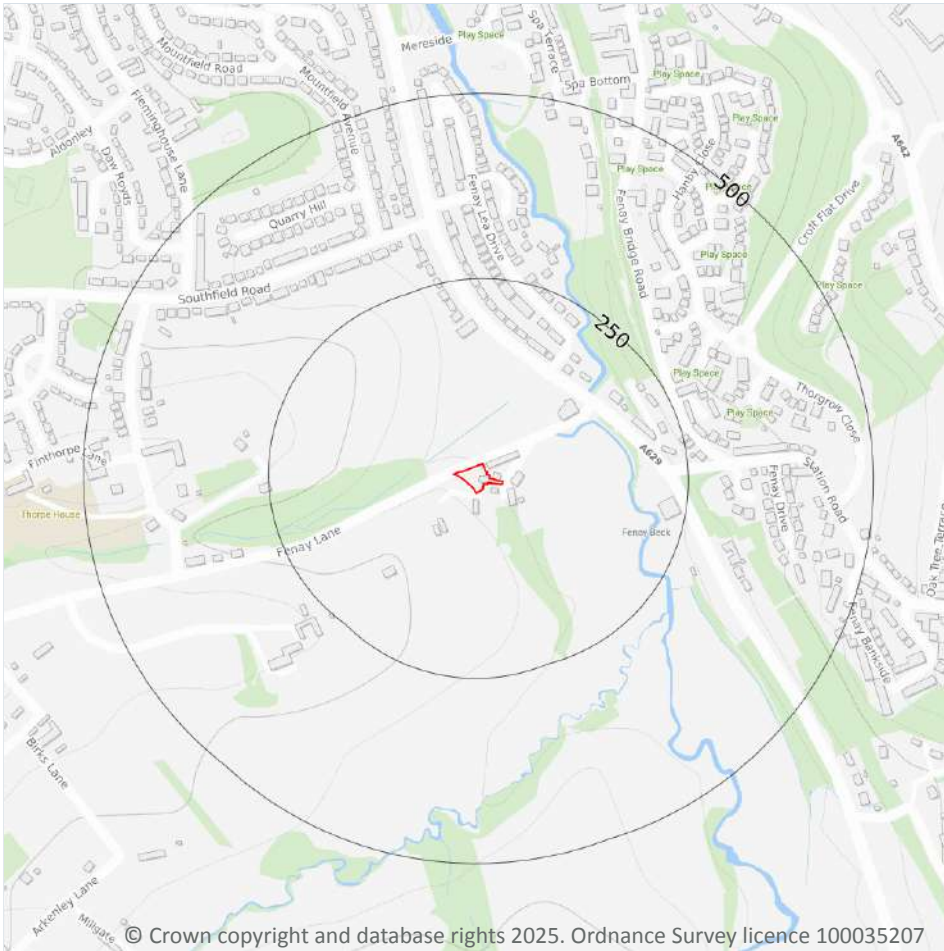 Mereside
Play Space
Spa Terrace
Spa Bottom
Play Space
Mountfield Road
Mountfield
Avenue
Fleminghouse
Lane
Aldonley
Daw Royds
Play Space
A642
Play Space
Hanby Close
Play Space
500
Fenay Lea Drive
Fenay Bridge Road
Croft Flat Drive
Quarry Hill
Play Space
Southfield Road
Play Space
250
Play Space
Thorgrow Close
Play Space
Finthorpe Lane
A629
Station Road
Fenay Drive
Thorpe House
Fenay Lane
Fenay Beck
Oak Tree Terrace
Fenay Bankside
Birks Lane
Arkenley Lane
Millgate
© Crown copyright and database rights 2025. Ordnance Survey licence 100035207